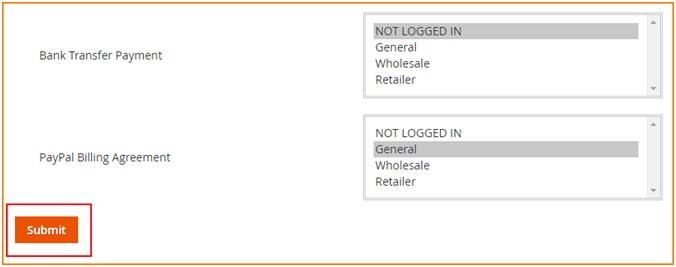 Bank Transfer Payment
NOT LOGGED IN
General
Wholesale
Retailer
PayPal Billing Agreement
NOT LOGGED IN
General
Wholesale
Retailer
Submit